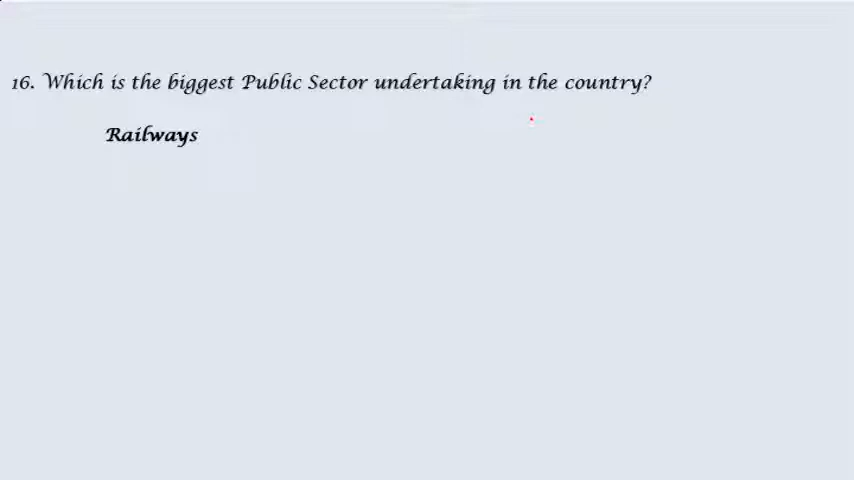 16. Which is the biggest Public Sector undertaking in the country?
Railways